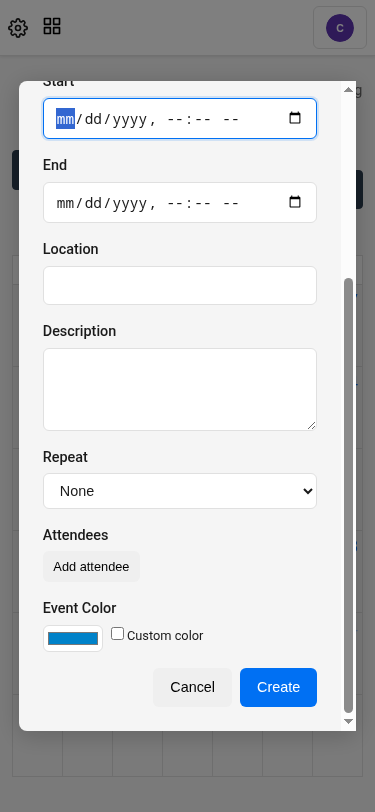 C
Start
mm/dd/yyyy, --:-- --
End
mm/dd/yyyy, --:-- --
Location
Description
Repeat
None
Attendees
Add attendee
Event Color
Custom color
Cancel
Create